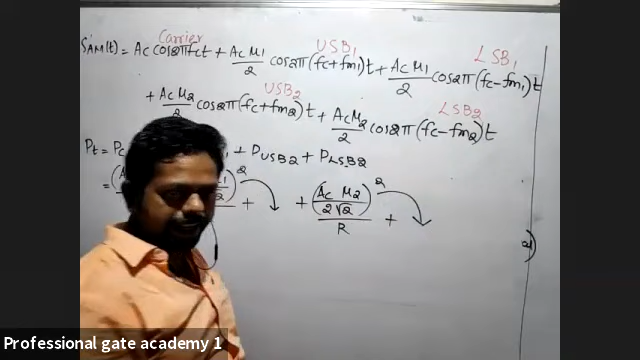 Carrier USB1 LSB1
SAM(t) = Ac cos2πfct + AcM1/2 cos2π(fc+fm1)t + AcM1/2 cos2π(fc-fm1)t
USB2 LSB2
+ AcM2/2 cos2π(fc+fm2)t + AcM2/2 cos2π(fc-fm2)t
Pt = Pc + PUSB2 + PLSB2
= + + (Ac M2/2√2)²/R +
Professional gate academy 1